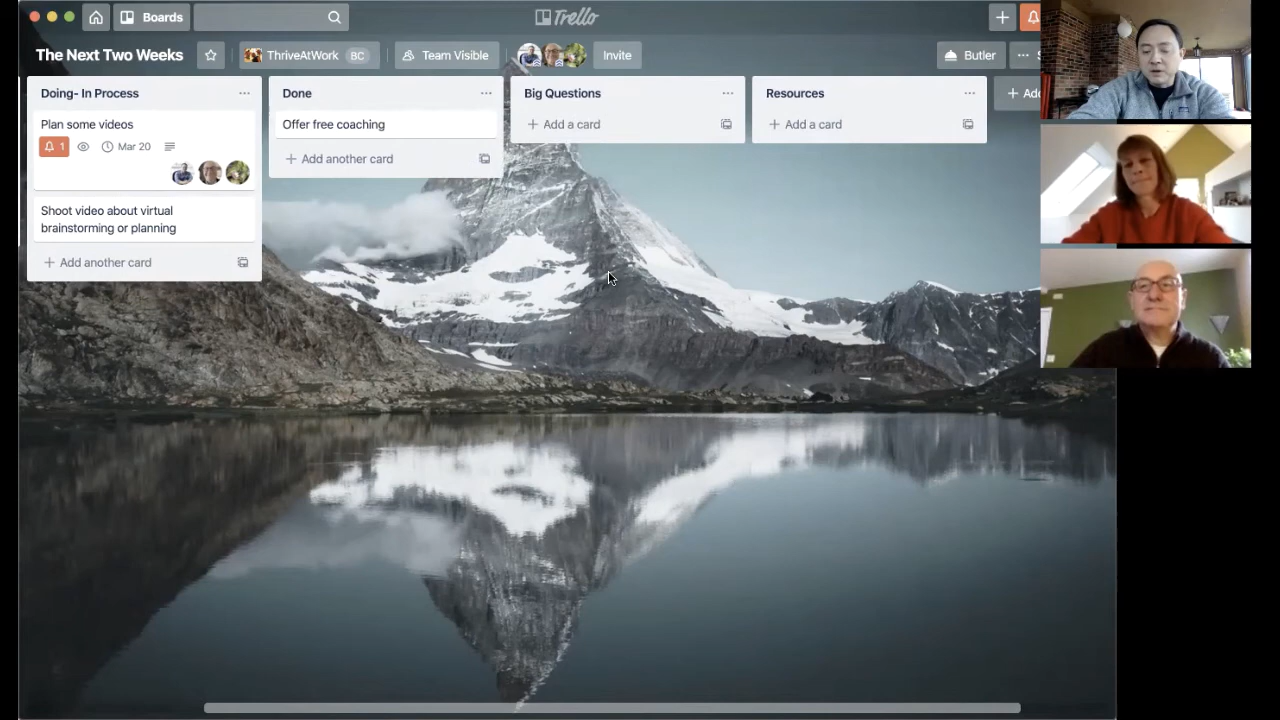 Boards
Trello
The Next Two Weeks
ThriveAtWork
BC
Team Visible
Invite
Butler
Doing- In Process
Plan some videos
1
Mar 20
Shoot video about virtual
brainstorming or planning
Add another card
Done
Offer free coaching
Add another card
Big Questions
Add a card
Resources
Add a card